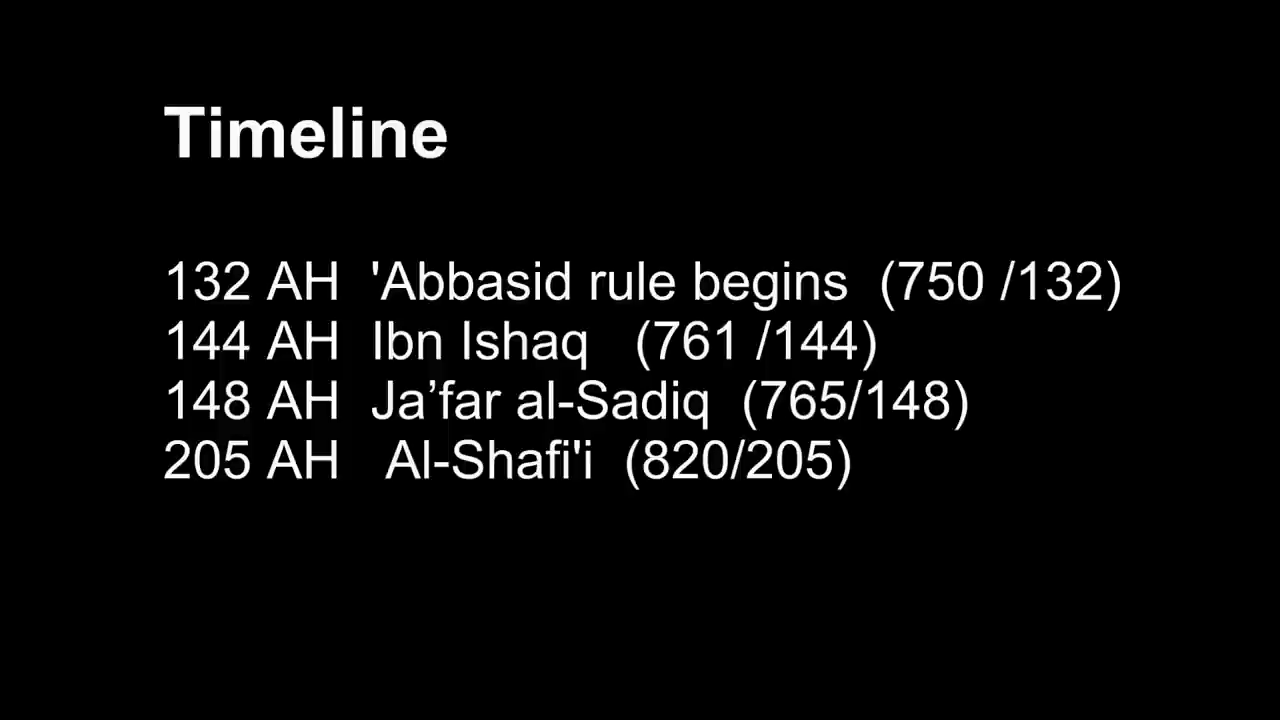 Timeline
132 AH 'Abbasid rule begins (750 /132)
144 AH Ibn Ishaq (761 /144)
148 AH Ja’far al-Sadiq (765/148)
205 AH Al-Shafi'i (820/205)